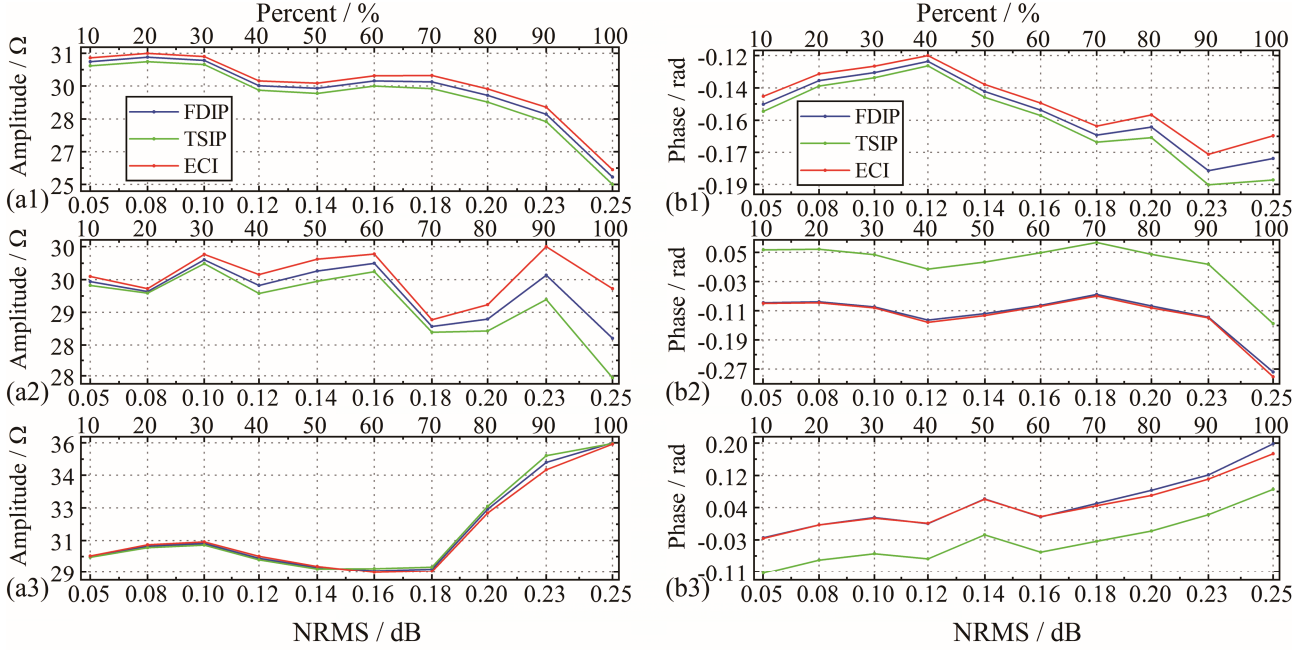 Percent / %
10 20 30 40 50 60 70 80 90 100
Amplitude / Ω
31
30
28
27
25
FDIP
TSIP
ECI
(a1)
0.05 0.08 0.10 0.12 0.14 0.16 0.18 0.20 0.23 0.25
10 20 30 40 50 60 70 80 90 100
Amplitude / Ω
30
30
29
28
28
(a2)
0.05 0.08 0.10 0.12 0.14 0.16 0.18 0.20 0.23 0.25
10 20 30 40 50 60 70 80 90 100
Amplitude / Ω
36
33
31
29
(a3)
0.05 0.08 0.10 0.12 0.14 0.16 0.18 0.20 0.23 0.25
NRMS / dB
Percent / %
10 20 30 40 50 60 70 80 90 100
Phase / rad
-0.12
-0.14
-0.16
-0.17
-0.19
FDIP
TSIP
ECI
(b1)
0.05 0.08 0.10 0.12 0.14 0.16 0.18 0.20 0.23 0.25
10 20 30 40 50 60 70 80 90 100
Phase / rad
0.05
-0.03
-0.11
-0.19
-0.27
(b2)
0.05 0.08 0.10 0.12 0.14 0.16 0.18 0.20 0.23 0.25
10 20 30 40 50 60 70 80 90 100
Phase / rad
0.20
0.12
0.04
-0.03
-0.11
(b3)
0.05 0.08 0.10 0.12 0.14 0.16 0.18 0.20 0.23 0.25
NRMS / dB